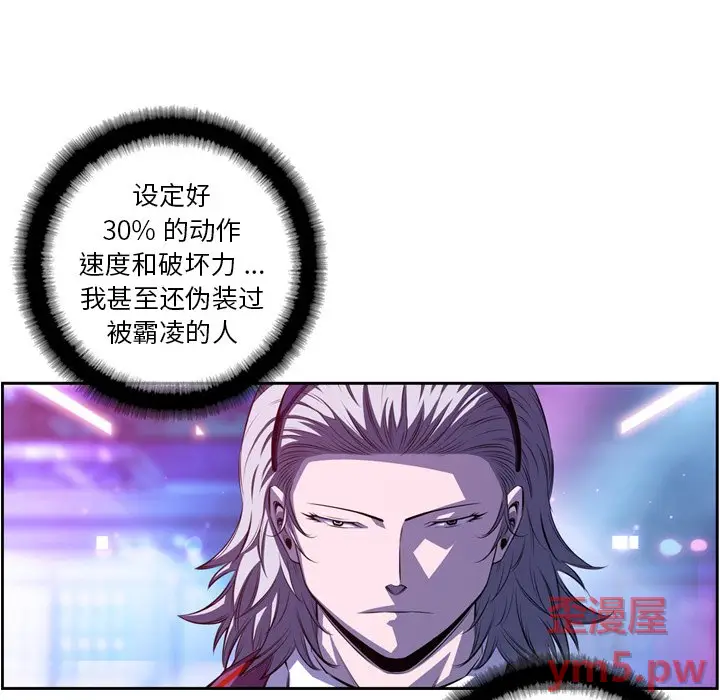 设定好
30% 的动作
速度和破坏力 ...
我甚至还伪装过
被霸凌的人
歪漫屋
ym5.pw